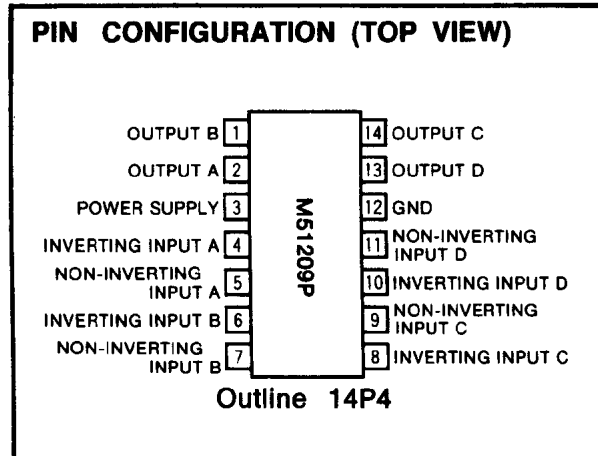 PIN CONFIGURATION (TOP VIEW)
OUTPUT B 1
OUTPUT A 2
POWER SUPPLY 3
INVERTING INPUT A 4
NON-INVERTING
INPUT A 5
INVERTING INPUT B 6
NON-INVERTING
INPUT B 7
M51209P
14 OUTPUT C
13 OUTPUT D
12 GND
11 NON-INVERTING
INPUT D
10 INVERTING INPUT D
9 NON-INVERTING
INPUT C
8 INVERTING INPUT C
Outline 14P4